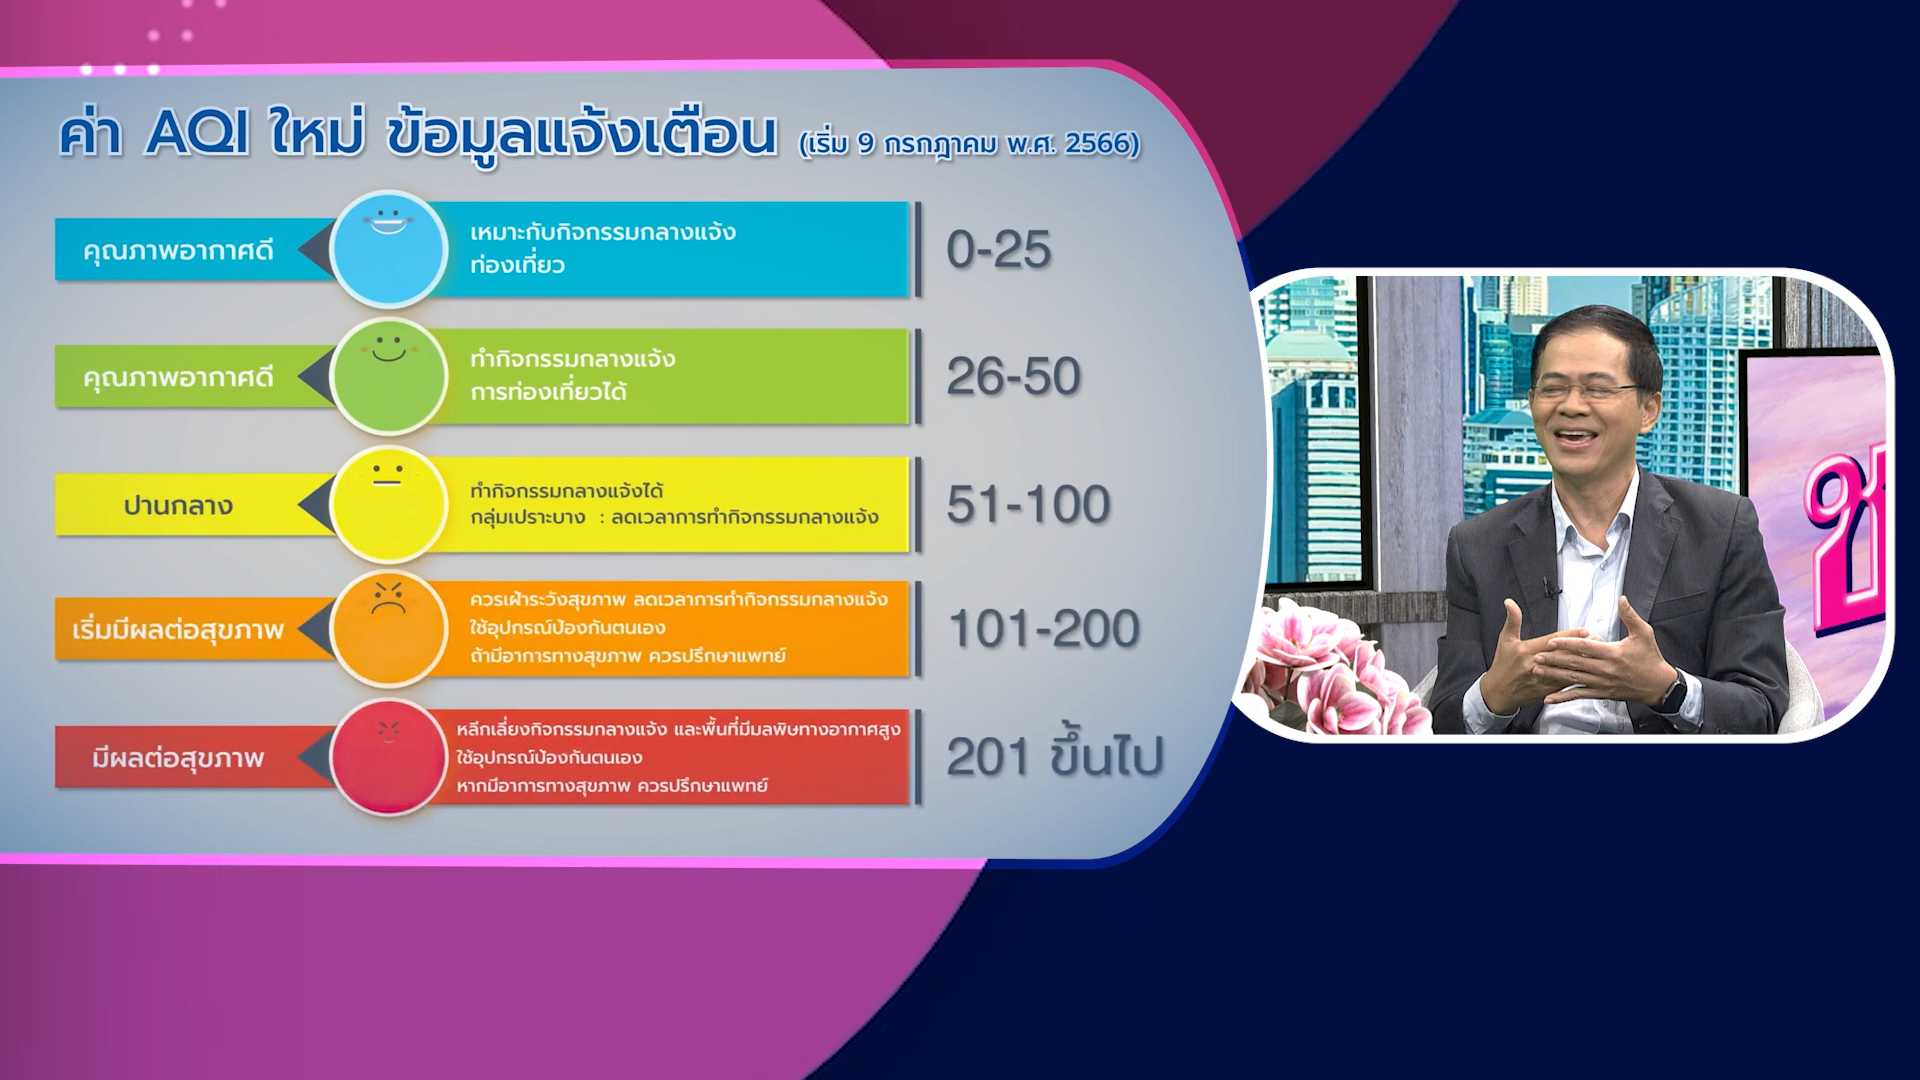 ค่า AQI ใหม่ ข้อมูลแจ้งเตือน (เริ่ม 9 กรกฎาคม พ.ศ. 2566)
คุณภาพอากาศดี
เหมาะกับกิจกรรมกลางแจ้ง
ท่องเที่ยว
0-25
คุณภาพอากาศดี
ทำกิจกรรมกลางแจ้ง
การท่องเที่ยวได้
26-50
ปานกลาง
ทำกิจกรรมกลางแจ้งได้
กลุ่มเปราะบาง : ลดเวลาการทำกิจกรรมกลางแจ้ง
51-100
เริ่มมีผลต่อสุขภาพ
ควรเฝ้าระวังสุขภาพ ลดเวลาการทำกิจกรรมกลางแจ้ง
ใช้อุปกรณ์ป้องกันตนเอง
ถ้ามีอาการทางสุขภาพ ควรปรึกษาแพทย์
101-200
มีผลต่อสุขภาพ
หลีกเลี่ยงกิจกรรมกลางแจ้ง และพื้นที่มีมลพิษทางอากาศสูง
ใช้อุปกรณ์ป้องกันตนเอง
หากมีอาการทางสุขภาพ ควรปรึกษาแพทย์
201 ขึ้นไป